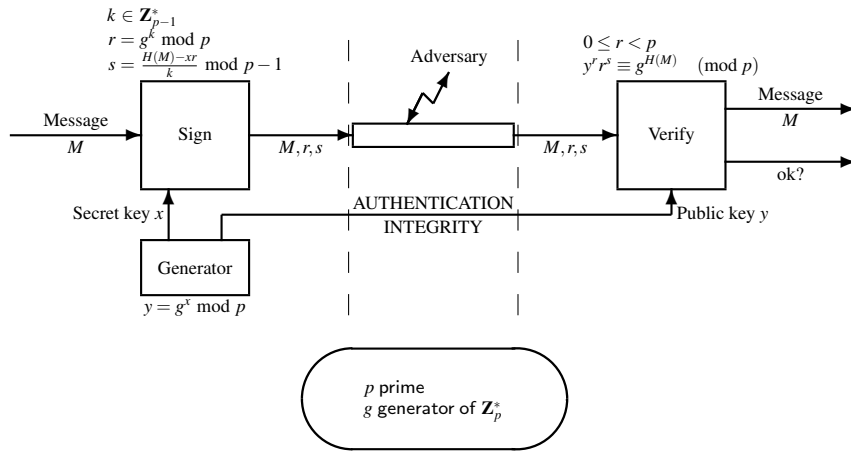 k ∈ Z*_{p−1}
r = g^k mod p
s = \frac{H(M)−xr}{k} mod p−1
0 ≤ r < p
y^r r^s ≡ g^{H(M)} (mod p)
Adversary
Message
M
Sign
M, r, s
M, r, s
Verify
Message
M
ok?
Secret key x
AUTHENTICATION
INTEGRITY
Public key y
Generator
y = g^x mod p
p prime
g generator of Z*_p